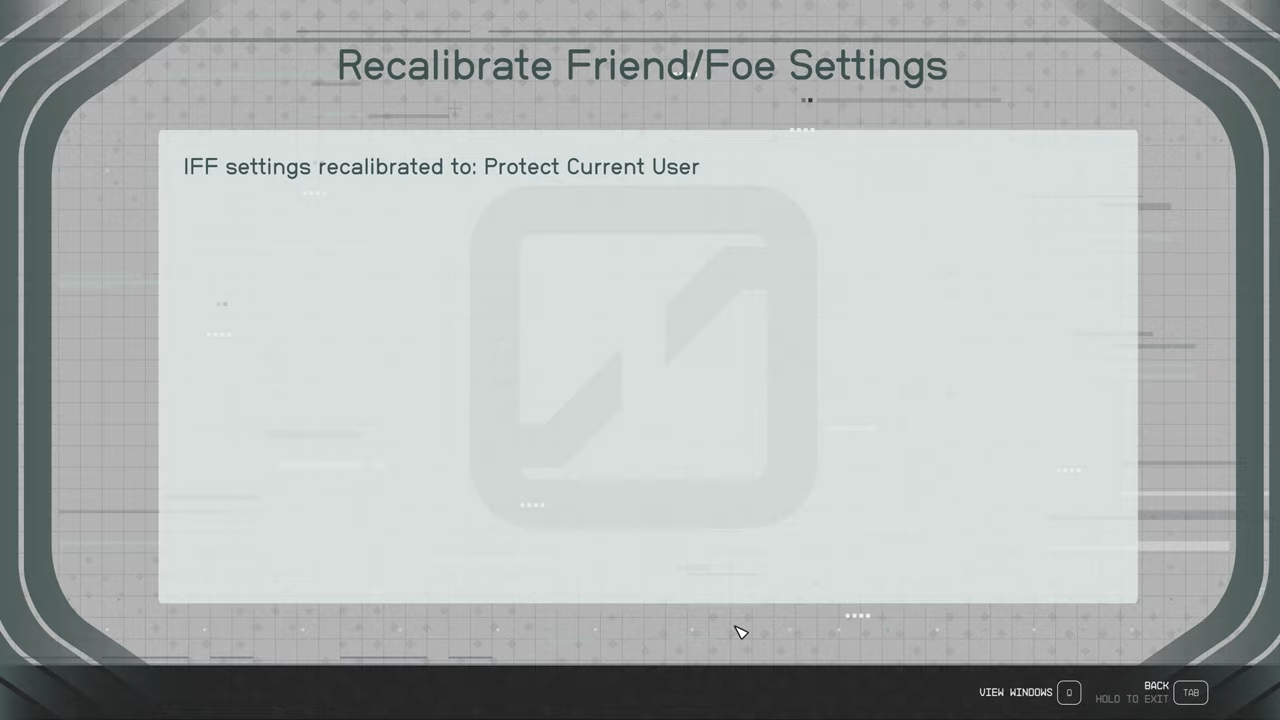 Recalibrate Friend/Foe Settings
IFF settings recalibrated to: Protect Current User
VIEW WINDOWS Q
BACK
HOLD TO EXIT TAB